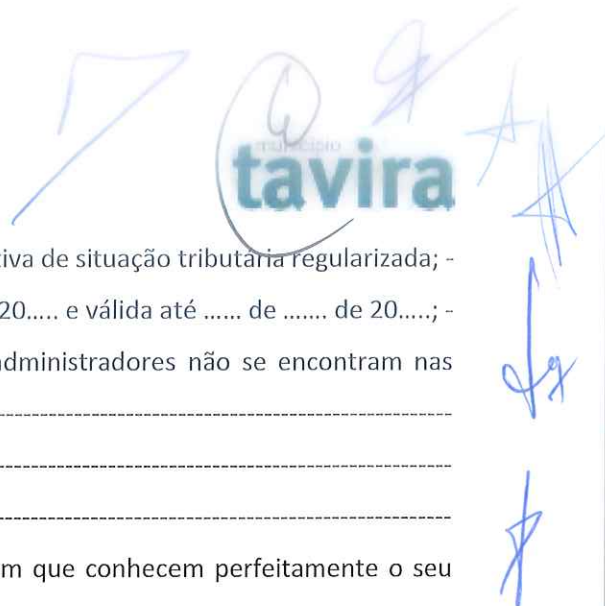 município
tavira
tiva de situação tributária regularizada; -
20..... e válida até ...... de ....... de 20.....; -
administradores não se encontram nas
--------------------------------------------------------------------------------
--------------------------------------------------------------------------------
--------------------------------------------------------------------------------
m que conhecem perfeitamente o seu